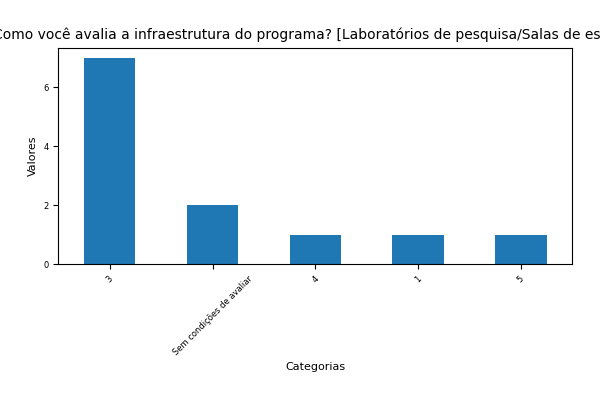 Como você avalia a infraestrutura do programa? [Laboratórios de pesquisa/Salas de es
Valores
6
4
2
0
3
Sem condições de avaliar
4
1
5
Categorias